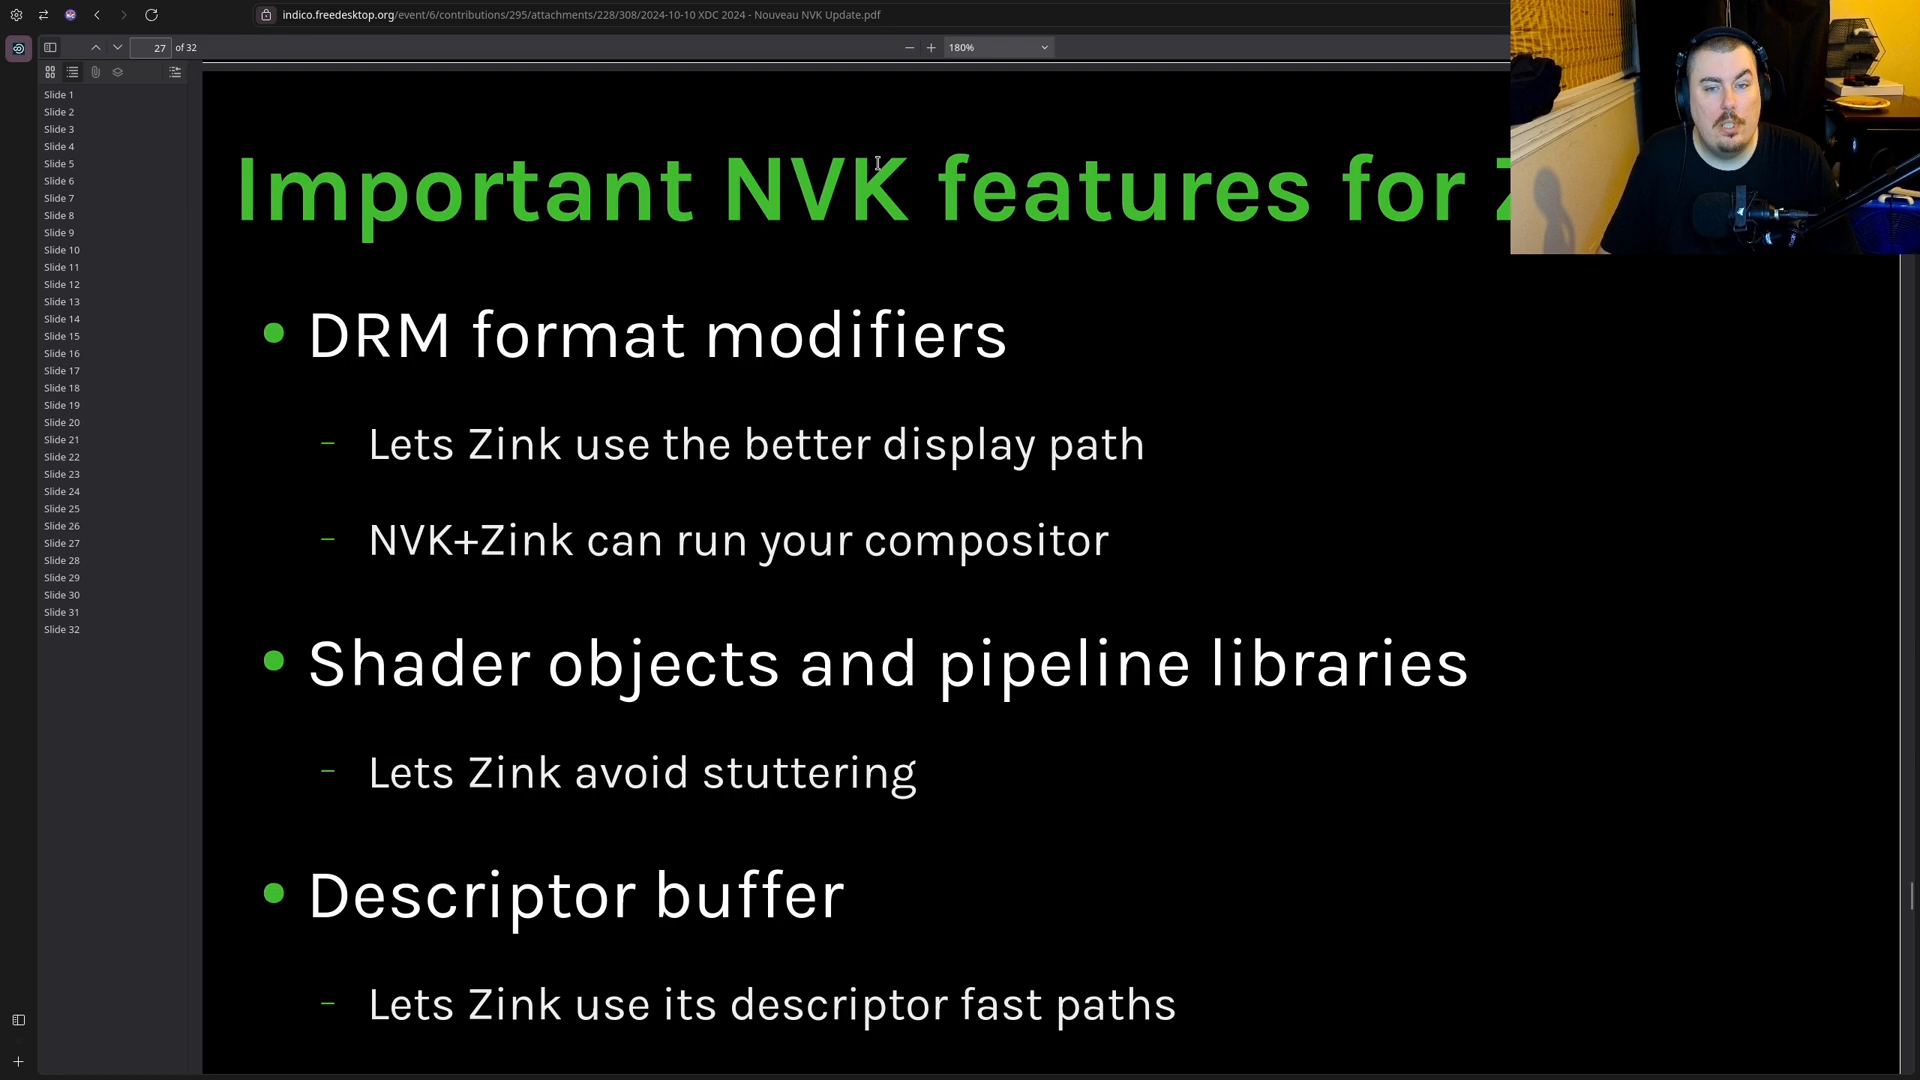 indico.freedesktop.org/event/6/contributions/295/attachments/228/308/2024-10-10 XDC 2024 - Nouveau NVK Update.pdf
27 of 32
180%
Slide 1
Slide 2
Slide 3
Slide 4
Slide 5
Slide 6
Slide 7
Slide 8
Slide 9
Slide 10
Slide 11
Slide 12
Slide 13
Slide 14
Slide 15
Slide 16
Slide 17
Slide 18
Slide 19
Slide 20
Slide 21
Slide 22
Slide 23
Slide 24
Slide 25
Slide 26
Slide 27
Slide 28
Slide 29
Slide 30
Slide 31
Slide 32
Important NVK features for
• DRM format modifiers
– Lets Zink use the better display path
– NVK+Zink can run your compositor
• Shader objects and pipeline libraries
– Lets Zink avoid stuttering
• Descriptor buffer
– Lets Zink use its descriptor fast paths